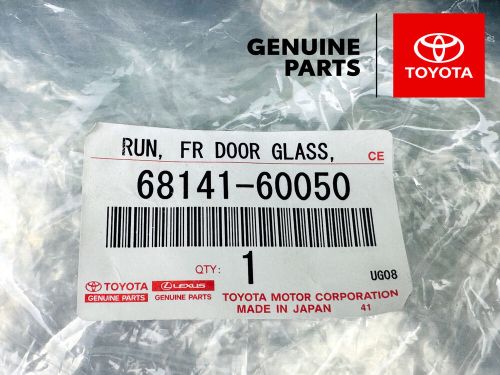 GENUINE
PARTS
TOYOTA
RUN, FR DOOR GLASS,
CE
68141-60050
QTY: 1
UG08
TOYOTA
GENUINE PARTS
LEXUS
GENUINE PARTS
TOYOTA MOTOR CORPORATION
MADE IN JAPAN 41